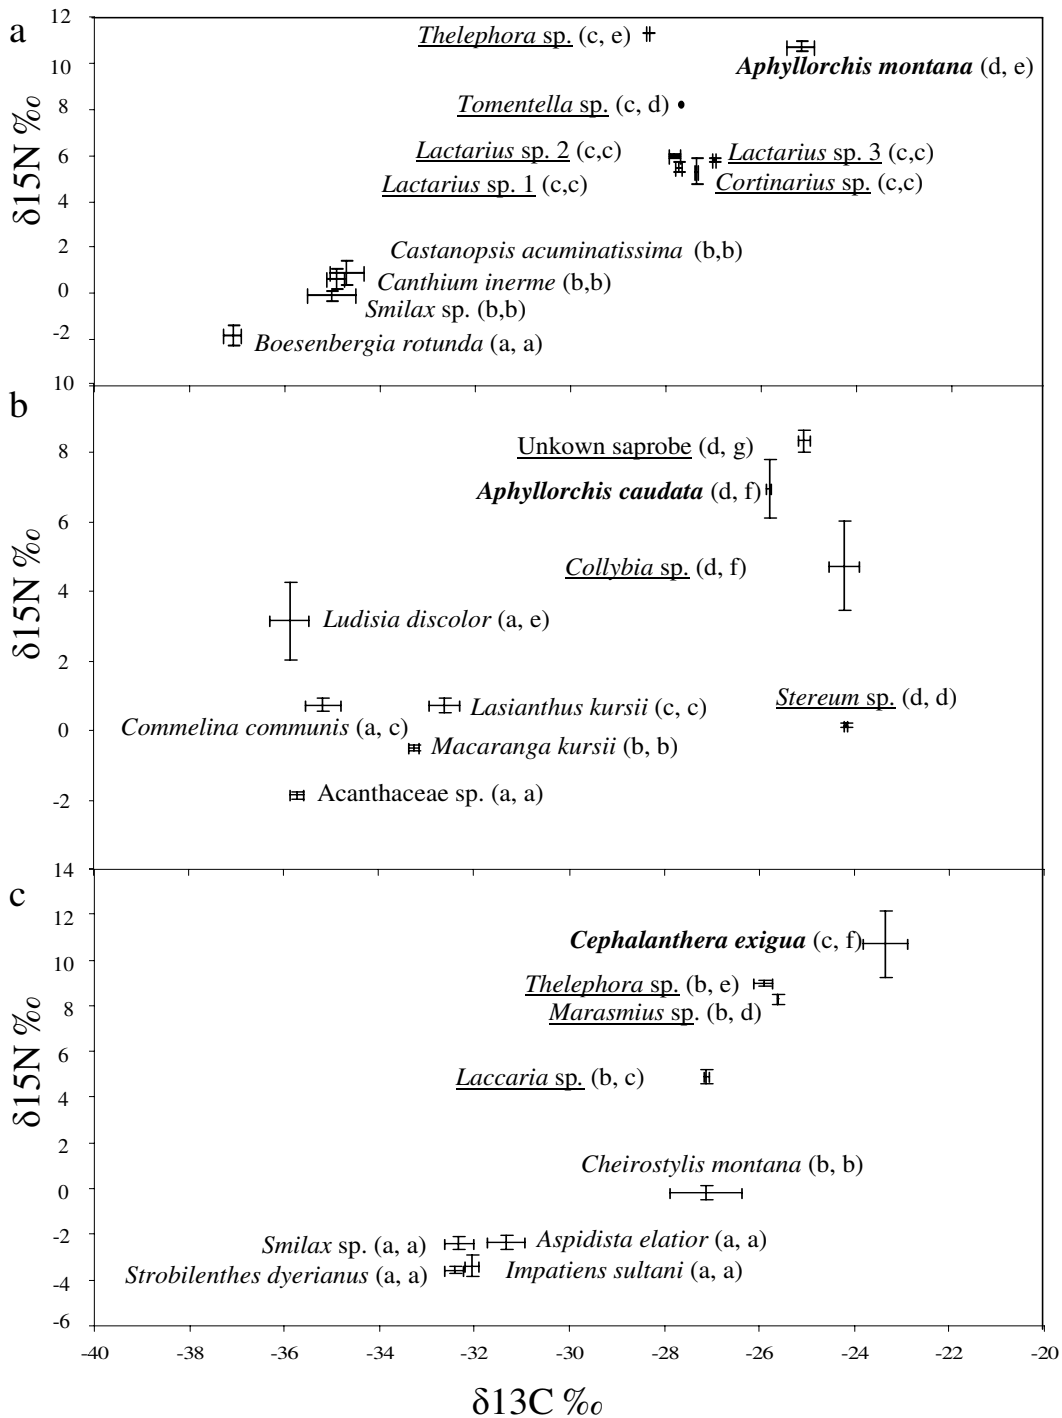 a
12
10
8
6
4
2
0
-2
δ15N ‰
Thelephora sp. (c, e)
Aphyllorchis montana (d, e)
Tomentella sp. (c, d)
Lactarius sp. 2 (c,c)
Lactarius sp. 3 (c,c)
Lactarius sp. 1 (c,c)
Cortinarius sp. (c,c)
Castanopsis acuminatissima (b,b)
Canthium inerme (b,b)
Smilax sp. (b,b)
Boesenbergia rotunda (a, a)
b
10
8
6
4
2
0
-2
δ15N ‰
Unkown saprobe (d, g)
Aphyllorchis caudata (d, f)
Collybia sp. (d, f)
Ludisia discolor (a, e)
Stereum sp. (d, d)
Lasianthus kursii (c, c)
Commelina communis (a, c)
Macaranga kursii (b, b)
Acanthaceae sp. (a, a)
c
14
12
10
8
6
4
2
0
-2
-4
-6
δ15N ‰
Cephalanthera exigua (c, f)
Thelephora sp. (b, e)
Marasmius sp. (b, d)
Laccaria sp. (b, c)
Cheirostylis montana (b, b)
Smilax sp. (a, a)
Aspidista elatior (a, a)
Strobilenthes dyerianus (a, a)
Impatiens sultani (a, a)
-40 -38 -36 -34 -32 -30 -28 -26 -24 -22 -20
δ13C ‰